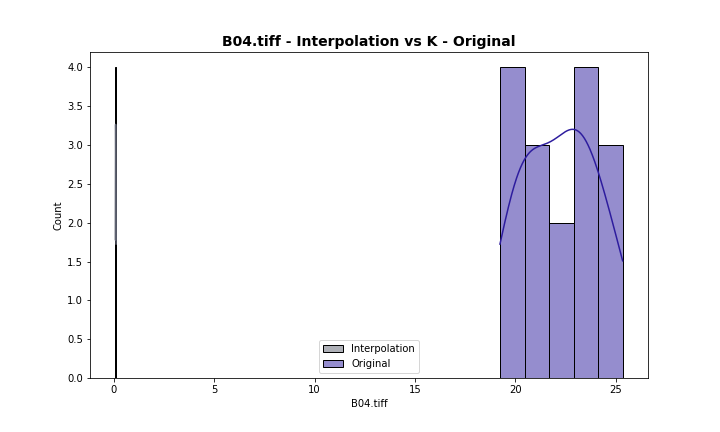 B04.tiff - Interpolation vs K - Original
4.0
3.5
3.0
2.5
2.0
1.5
1.0
0.5
0.0
Count
0 5 10 15 20 25
B04.tiff
Interpolation
Original